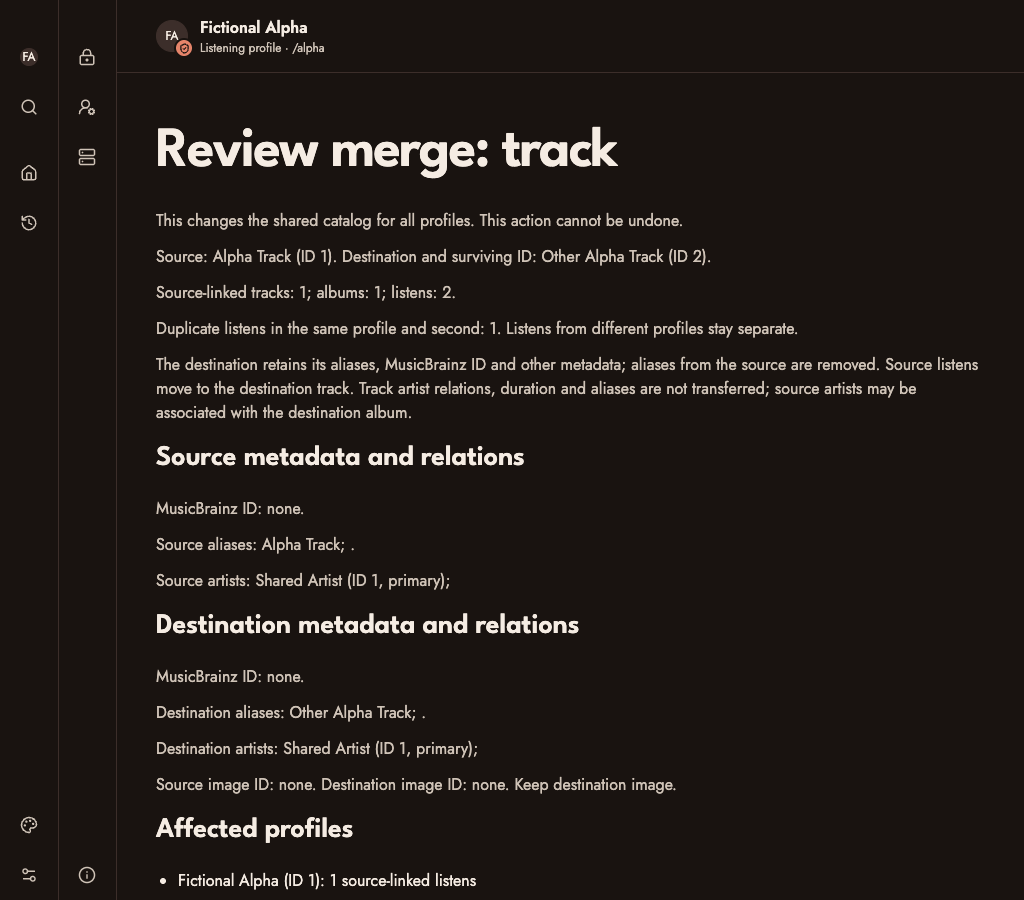 FA
FA
Fictional Alpha
Listening profile · /alpha
Review merge: track
This changes the shared catalog for all profiles. This action cannot be undone.
Source: Alpha Track (ID 1). Destination and surviving ID: Other Alpha Track (ID 2).
Source-linked tracks: 1; albums: 1; listens: 2.
Duplicate listens in the same profile and second: 1. Listens from different profiles stay separate.
The destination retains its aliases, MusicBrainz ID and other metadata; aliases from the source are removed. Source listens
move to the destination track. Track artist relations, duration and aliases are not transferred; source artists may be
associated with the destination album.
Source metadata and relations
MusicBrainz ID: none.
Source aliases: Alpha Track; .
Source artists: Shared Artist (ID 1, primary);
Destination metadata and relations
MusicBrainz ID: none.
Destination aliases: Other Alpha Track; .
Destination artists: Shared Artist (ID 1, primary);
Source image ID: none. Destination image ID: none. Keep destination image.
Affected profiles
• Fictional Alpha (ID 1): 1 source-linked listens